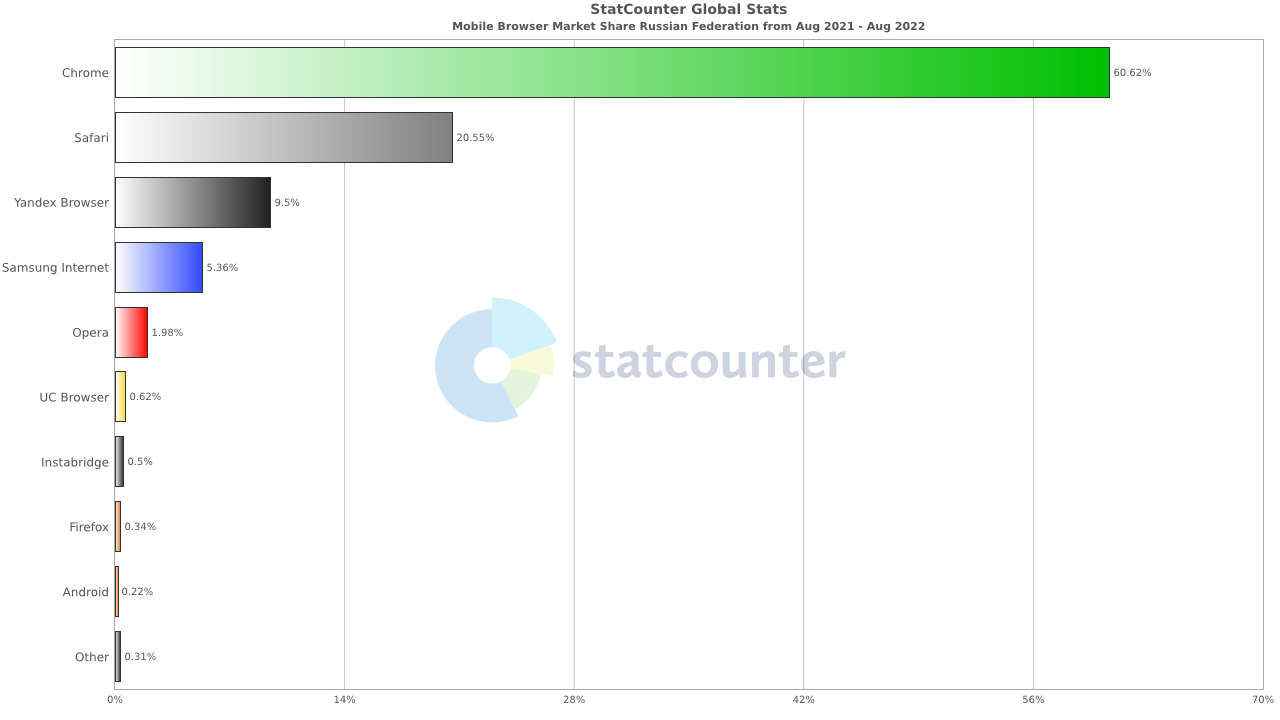 StatCounter Global Stats
Mobile Browser Market Share Russian Federation from Aug 2021 - Aug 2022
Chrome 60.62%
Safari 20.55%
Yandex Browser 9.5%
Samsung Internet 5.36%
Opera 1.98%
statcounter
UC Browser 0.62%
Instabridge 0.5%
Firefox 0.34%
Android 0.22%
Other 0.31%
0% 14% 28% 42% 56% 70%